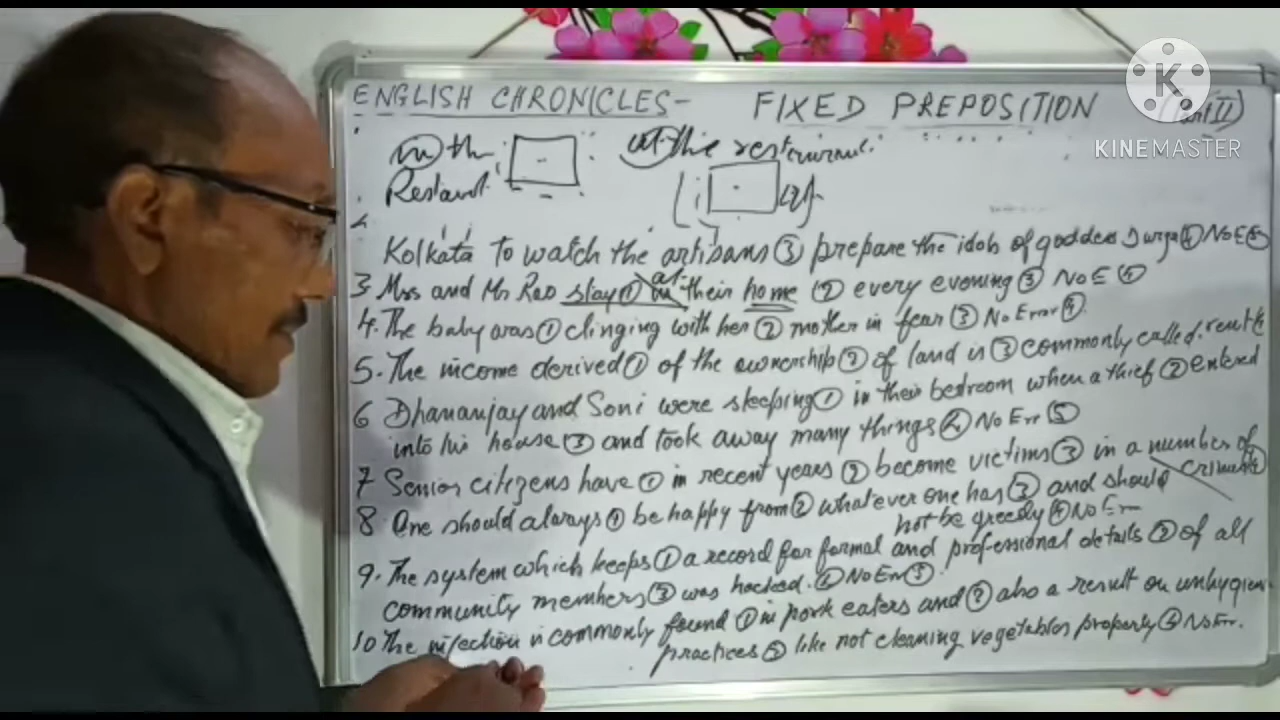 ENGLISH CHRONICLES- FIXED PREPOSITION (Part II)
in the at the restaurant.
Restaurt
Kolkata to watch the artisans ③ prepare the idols of goddess Durga ④ No E ⑤
3. Mrs and Mr Rao stay ① in at their home ② every evening ③ No E ④
4. The baby was ① clinging with her ② mother in fear ③ No Error ④
5. The income derived ① of the ownership ② of land is ③ commonly called. rent ④
6 Dhananjay and Soni were sleeping ① in their bedroom when a thief ② entered
into his house ③ and took away many things ④ No Err ⑤
7 Senior citizens have ① in recent years ② become victims ③ in a number of crimes ④
8 One should always ① be happy from ② whatever one has ③ and should
not be greedy ④ No Err
9. The system which keeps ① a record for formal and professional details ② of all
community members ③ was hacked. ④ No Err ⑤
10 The infection is commonly found ① in pork eaters and ② also a result on unhygien
practices ③ like not cleaning vegetables properly ④ No Err.
K
KINEMASTER